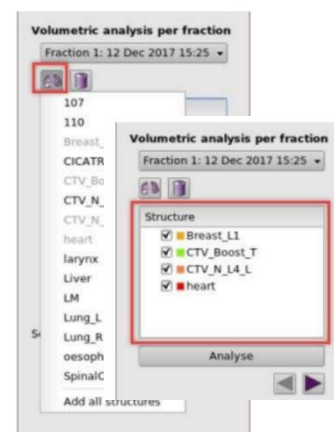 Volumetric analysis per fraction
Fraction 1: 12 Dec 2017 15:25
107
110
Breast_
CICATR
CTV_Bo
CTV_N_
CTV_N_
heart
larynx
Liver
LM
Lung_L
Lung_R
oesoph
SpinalC
Add all structures
Volumetric analysis per fraction
Fraction 1: 12 Dec 2017 15:25
Structure
Breast_L1
CTV_Boost_T
CTV_N_L4_L
heart
Analyse